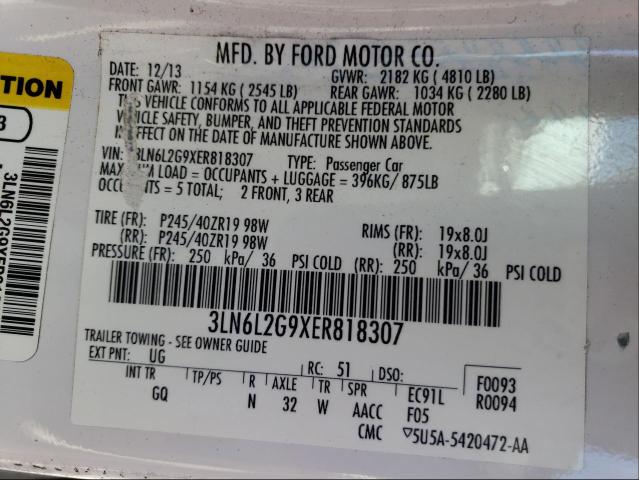 MFD. BY FORD MOTOR CO.
DATE: 12/13 GVWR: 2182 KG ( 4810 LB)
FRONT GAWR: 1154 KG ( 2545 LB) REAR GAWR: 1034 KG ( 2280 LB)
THIS VEHICLE CONFORMS TO ALL APPLICABLE FEDERAL MOTOR
VEHICLE SAFETY, BUMPER, AND THEFT PREVENTION STANDARDS
IN EFFECT ON THE DATE OF MANUFACTURE SHOWN ABOVE.
VIN: 3LN6L2G9XER818307 TYPE: Passenger Car
LOAD = OCCUPANTS + LUGGAGE = 396KG/ 875LB
= 5 TOTAL; 2 FRONT, 3 REAR
TIRE (FR): P245/40ZR19 98W RIMS (FR): 19x8.0J
(RR): P245/40ZR19 98W (RR): 19x8.0J
PRESSURE (FR): 250 kPa/ 36 PSI COLD (RR): 250 kPa/ 36 PSI COLD
3LN6L2G9XER818307
TRAILER TOWING - SEE OWNER GUIDE
EXT PNT: UG RC: 51 DSO: F0093
INT TR TP/PS R AXLE TR SPR EC91L R0094
GQ N 32 W AACC F05
CMC ▽5U5A-5420472-AA
TION
3